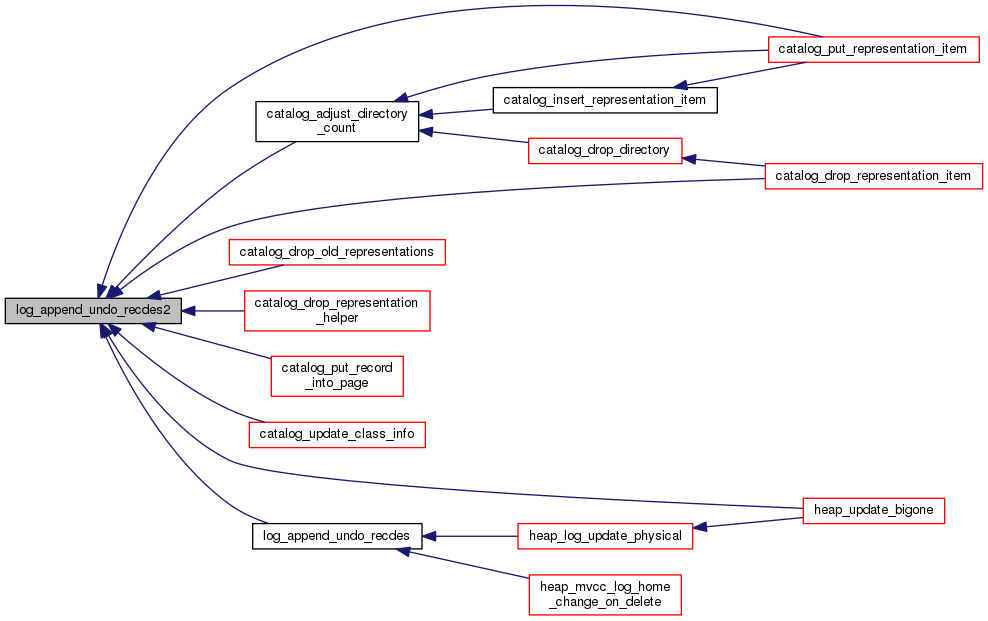 catalog_put_representation_item
catalog_insert_representation_item
catalog_adjust_directory
_count
catalog_drop_directory
catalog_drop_representation_item
catalog_drop_old_representations
log_append_undo_recdes2
catalog_drop_representation
_helper
catalog_put_record
_into_page
catalog_update_class_info
heap_update_bigone
log_append_undo_recdes
heap_log_update_physical
heap_mvcc_log_home
_change_on_delete